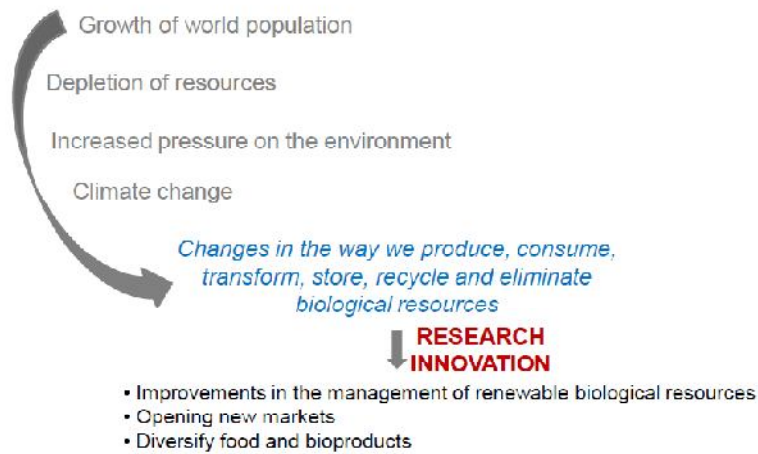 Growth of world population
Depletion of resources
Increased pressure on the environment
Climate change
Changes in the way we produce, consume,
transform, store, recycle and eliminate
biological resources
RESEARCH
INNOVATION
• Improvements in the management of renewable biological resources
• Opening new markets
• Diversify food and bioproducts